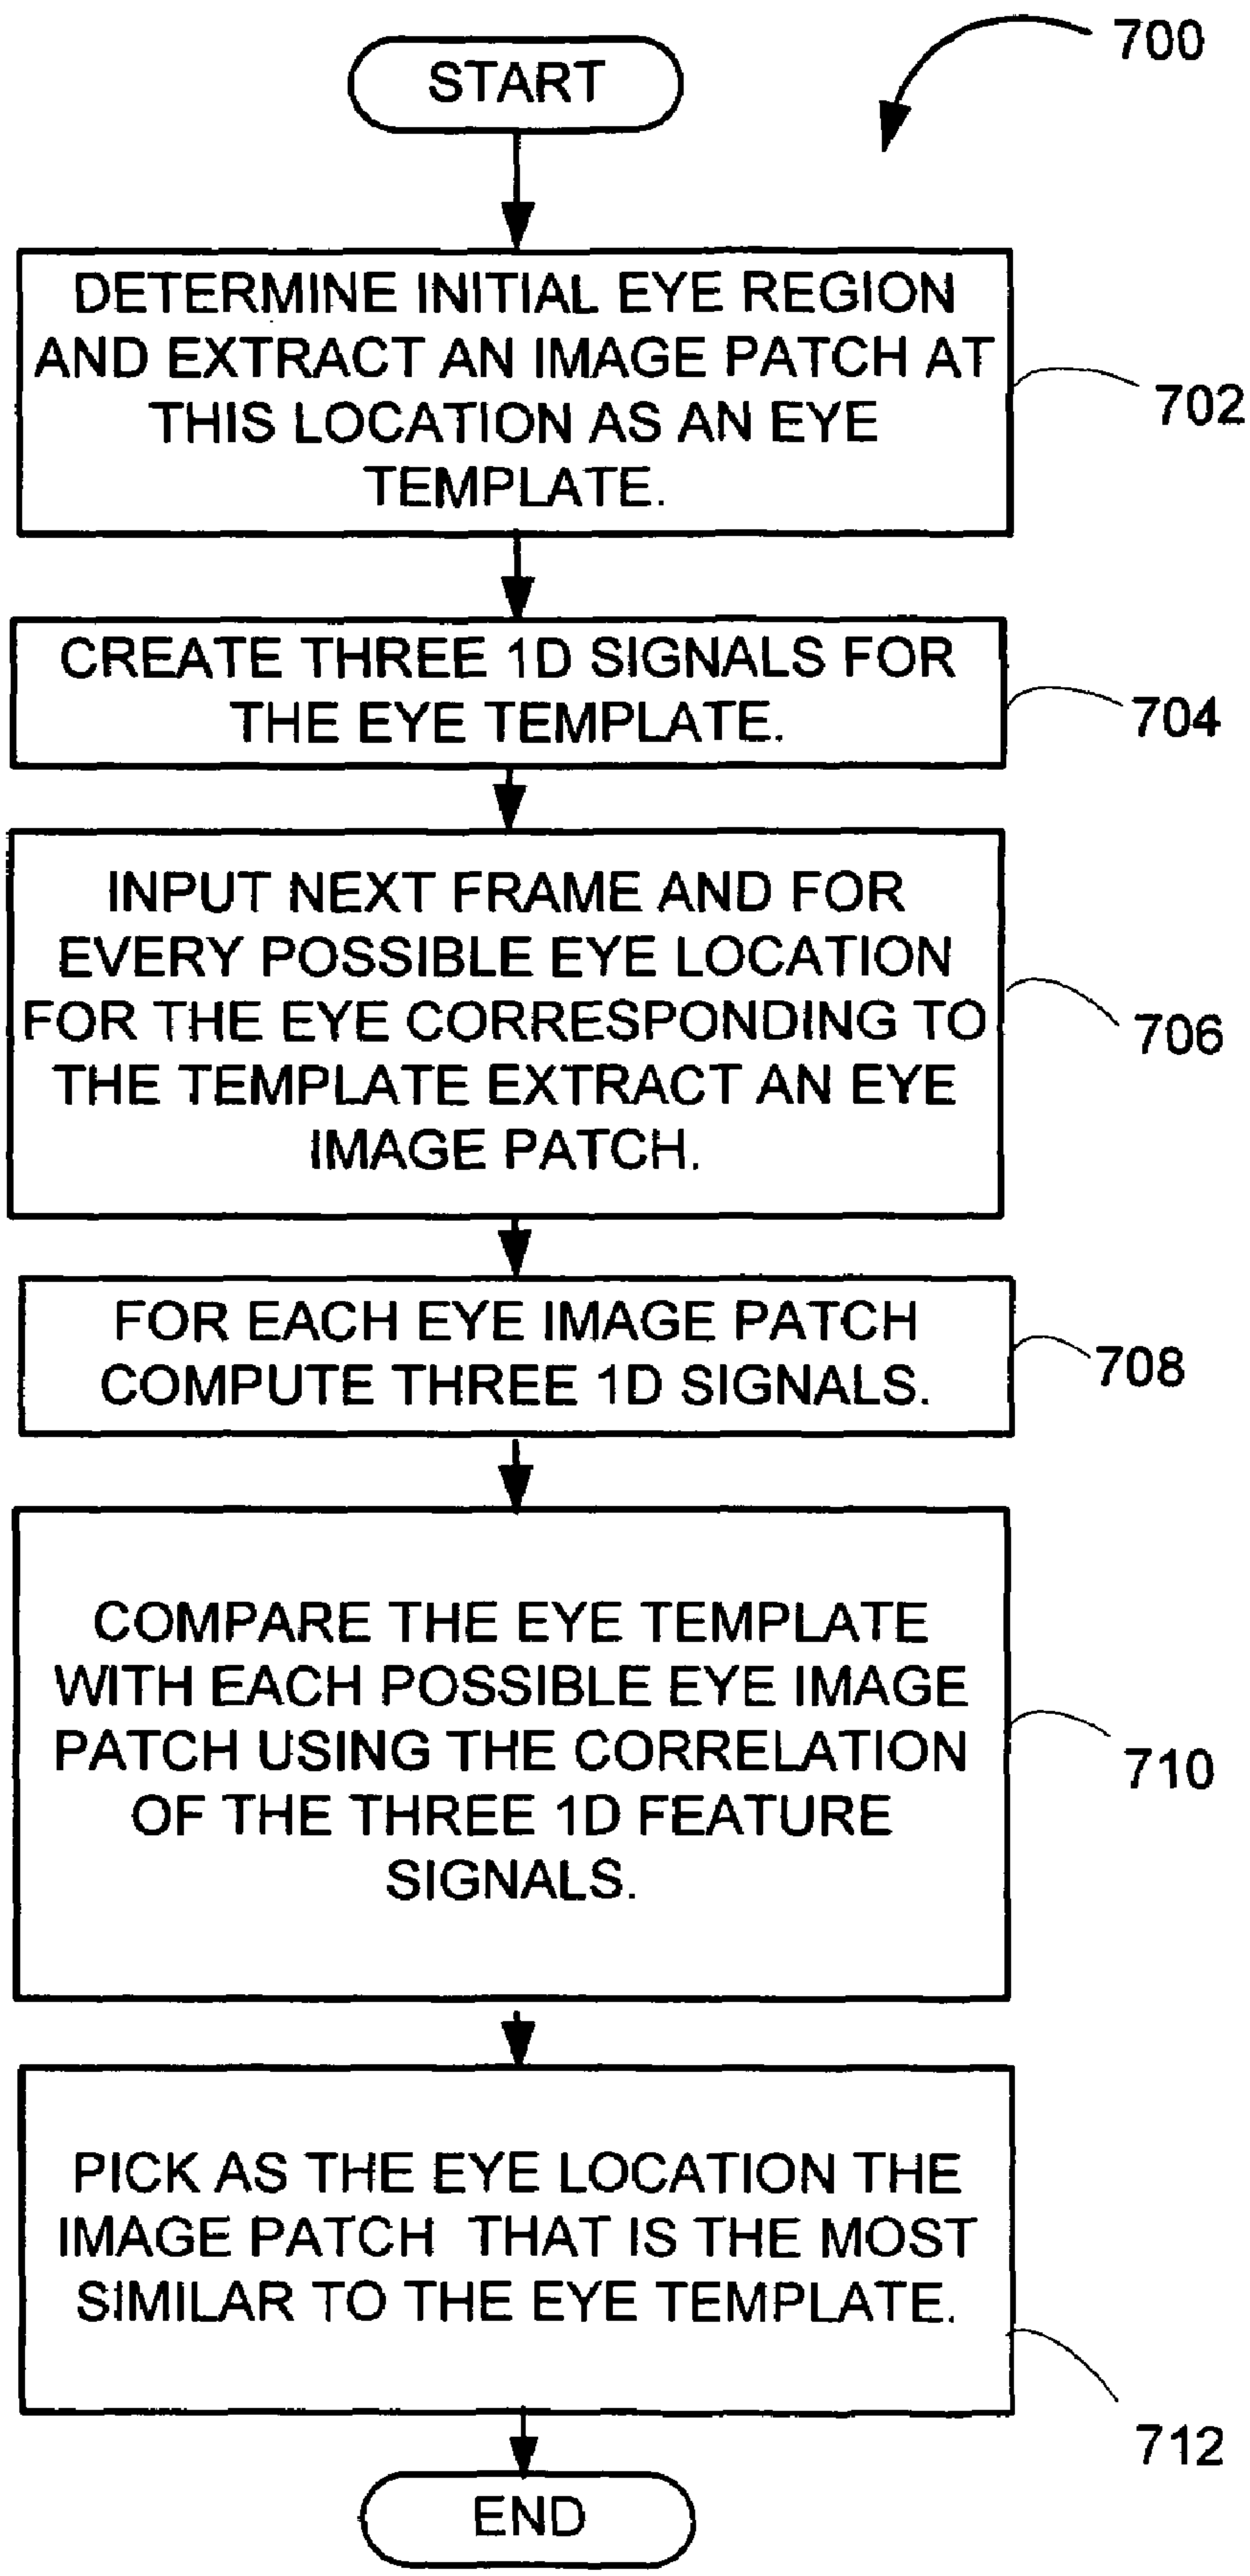 700
START
DETERMINE INITIAL EYE REGION
AND EXTRACT AN IMAGE PATCH AT
THIS LOCATION AS AN EYE
TEMPLATE.
702
CREATE THREE 1D SIGNALS FOR
THE EYE TEMPLATE.
704
INPUT NEXT FRAME AND FOR
EVERY POSSIBLE EYE LOCATION
FOR THE EYE CORRESPONDING TO
THE TEMPLATE EXTRACT AN EYE
IMAGE PATCH.
706
FOR EACH EYE IMAGE PATCH
COMPUTE THREE 1D SIGNALS.
708
COMPARE THE EYE TEMPLATE
WITH EACH POSSIBLE EYE IMAGE
PATCH USING THE CORRELATION
OF THE THREE 1D FEATURE
SIGNALS.
710
PICK AS THE EYE LOCATION THE
IMAGE PATCH THAT IS THE MOST
SIMILAR TO THE EYE TEMPLATE.
712
END